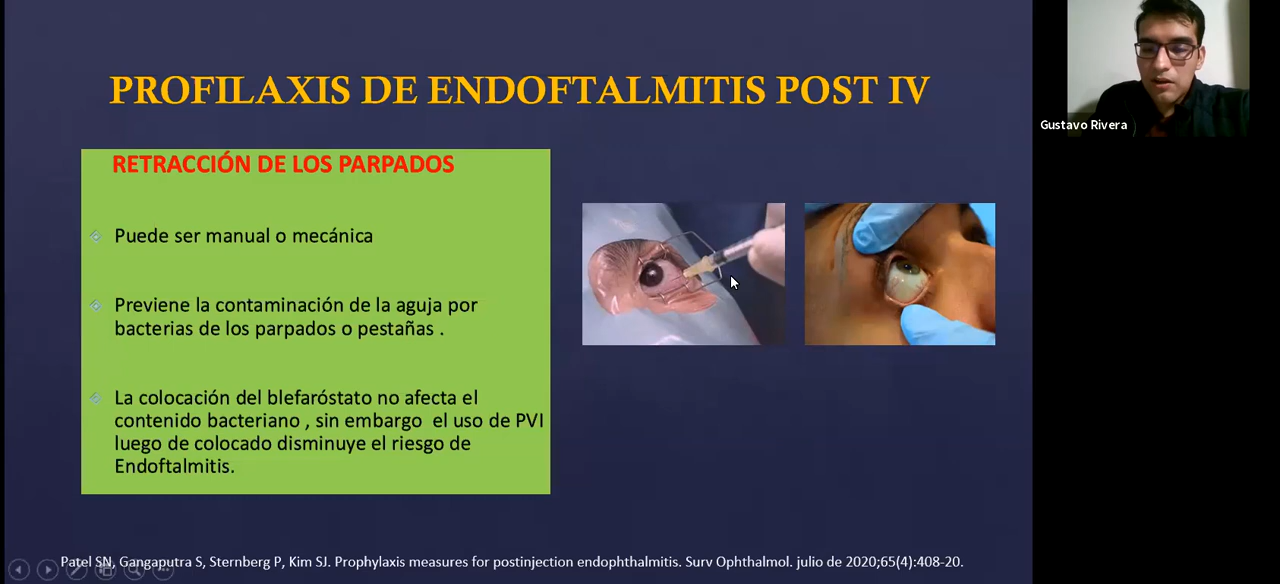 PROFILAXIS DE ENDOFTALMITIS POST IV
Gustavo Rivera
RETRACCIÓN DE LOS PARPADOS
Puede ser manual o mecánica
Previene la contaminación de la aguja por
bacterias de los parpados o pestañas .
La colocación del blefaróstato no afecta el
contenido bacteriano , sin embargo el uso de PVI
luego de colocado disminuye el riesgo de
Endoftalmitis.
Patel SN, Gangaputra S, Sternberg P, Kim SJ. Prophylaxis measures for postinjection endophthalmitis. Surv Ophthalmol. julio de 2020;65(4):408-20.